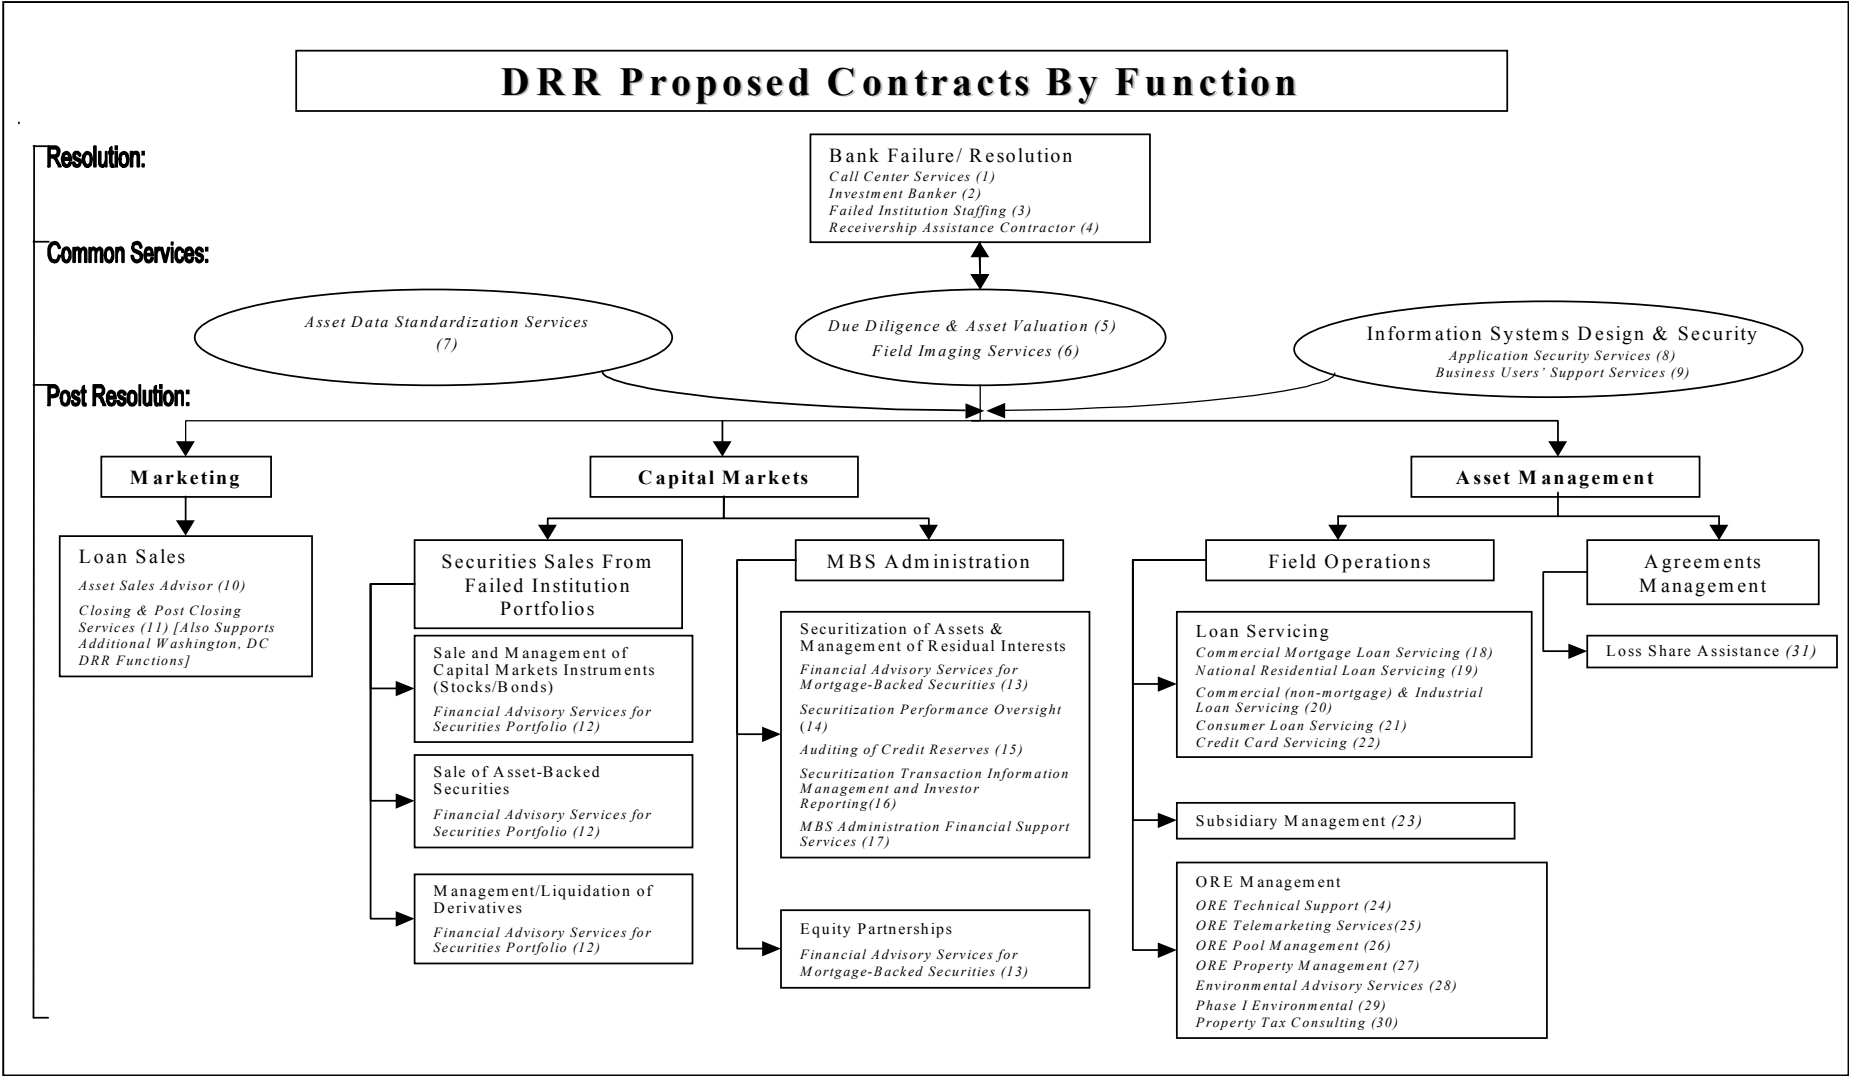 DRR Proposed Contracts By Function
Resolution:
Bank Failure/ Resolution
Call Center Services (1)
Investment Banker (2)
Failed Institution Staffing (3)
Receivership Assistance Contractor (4)
Common Services:
Asset Data Standardization Services
(7)
Due Diligence & Asset Valuation (5)
Field Imaging Services (6)
Information Systems Design & Security
Application Security Services (8)
Business Users' Support Services (9)
Post Resolution:
Marketing
Loan Sales
Asset Sales Advisor (10)
Closing & Post Closing
Services (11) [Also Supports
Additional Washington, DC
DRR Functions]
Capital Markets
Securities Sales From
Failed Institution
Portfolios
Sale and Management of
Capital Markets Instruments
(Stocks/Bonds)
Financial Advisory Services for
Securities Portfolio (12)
Sale of Asset-Backed
Securities
Financial Advisory Services for
Securities Portfolio (12)
Management/Liquidation of
Derivatives
Financial Advisory Services for
Securities Portfolio (12)
MBS Administration
Securitization of Assets &
Management of Residual Interests
Financial Advisory Services for
Mortgage-Backed Securities (13)
Securitization Performance Oversight
(14)
Auditing of Credit Reserves (15)
Securitization Transaction Information
Management and Investor
Reporting(16)
MBS Administration Financial Support
Services (17)
Equity Partnerships
Financial Advisory Services for
Mortgage-Backed Securities (13)
Asset Management
Field Operations
Loan Servicing
Commercial Mortgage Loan Servicing (18)
National Residential Loan Servicing (19)
Commercial (non-mortgage) & Industrial
Loan Servicing (20)
Consumer Loan Servicing (21)
Credit Card Servicing (22)
Subsidiary Management (23)
ORE Management
ORE Technical Support (24)
ORE Telemarketing Services(25)
ORE Pool Management (26)
ORE Property Management (27)
Environmental Advisory Services (28)
Phase I Environmental (29)
Property Tax Consulting (30)
Agreements
Management
Loss Share Assistance (31)